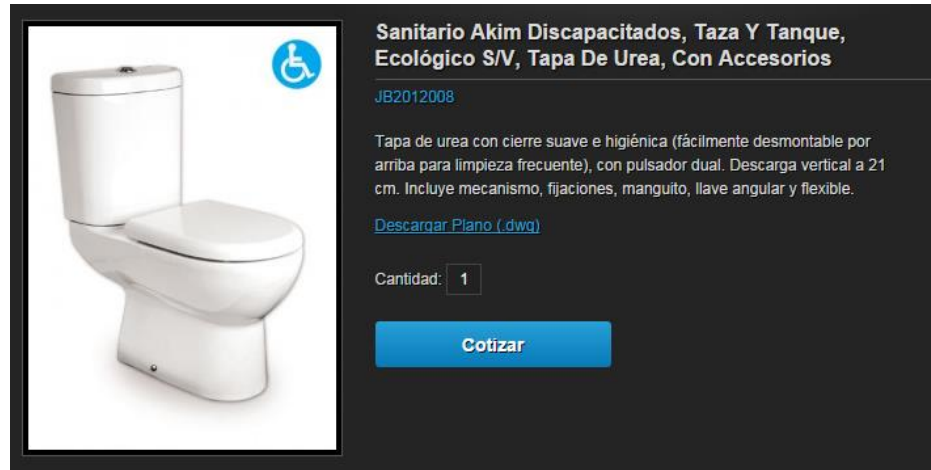 Sanitario Akim Discapacitados, Taza Y Tanque,
Ecológico S/V, Tapa De Urea, Con Accesorios
JB2012008
Tapa de urea con cierre suave e higiénica (fácilmente desmontable por
arriba para limpieza frecuente), con pulsador dual. Descarga vertical a 21
cm. Incluye mecanismo, fijaciones, manguito, llave angular y flexible.
Descargar Plano (.dwg)
Cantidad: 1
Cotizar